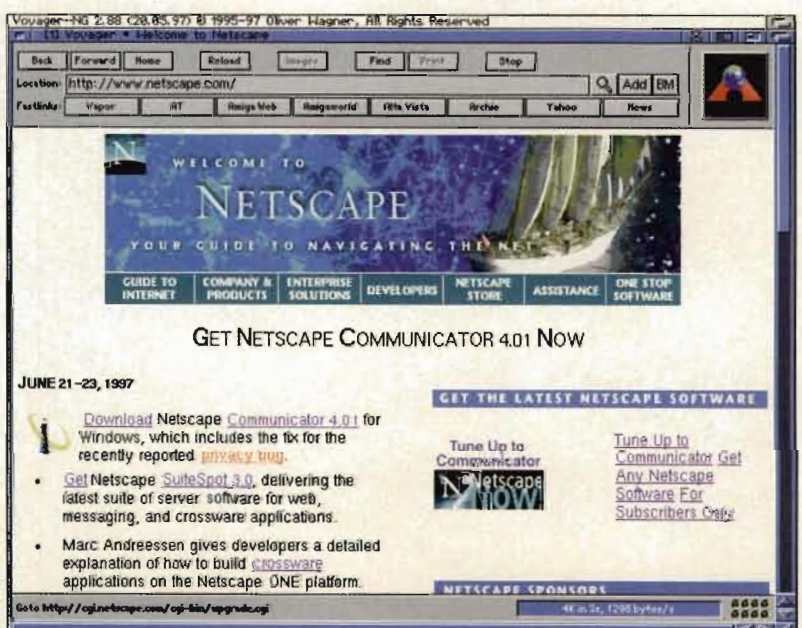 Voyager-NG 2.88 (20.05.97) © 1995-97 Oliver Wagner, All Rights Reserved
[1] Voyager • Welcome to Netscape
Back Forward Home Reload Images Find Print Stop
Location: http://www.netscape.com/ Add BM
Fastlinks: Vapor IRT Amiga Web Amigaworld Alta Vista Archie Yahoo News
N WELCOME TO
NETSCAPE
YOUR GUIDE TO NAVIGATING THE NET
GUIDE TO INTERNET COMPANY & PRODUCTS ENTERPRISE SOLUTIONS DEVELOPERS NETSCAPE STORE ASSISTANCE ONE STOP SOFTWARE
GET NETSCAPE COMMUNICATOR 4.01 NOW
JUNE 21-23, 1997
Download Netscape Communicator 4.01 for
Windows, which includes the fix for the
recently reported privacy bug.
• Get Netscape SuiteSpot 3.0, delivering the
latest suite of server software for web,
messaging, and crossware applications.
• Marc Andreessen gives developers a detailed
explanation of how to build crossware
applications on the Netscape ONE platform.
GET THE LATEST NETSCAPE SOFTWARE
Tune Up to
Communicator
N Netscape
NOW
Tune Up to
Communicator Get
Any Netscape
Software For
Subscribers Only
NETSCAPE SPONSORS
Goto http://cgi.netscape.com/cgi-bin/upgrade.cgi
4K in 3s, 1298 bytes/s